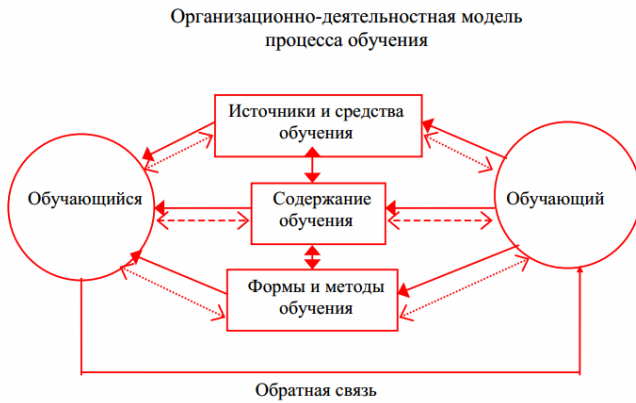 Организационно-деятельностная модель
процесса обучения
Источники и средства
обучения
Обучающийся
Содержание
обучения
Обучающий
Формы и методы
обучения
Обратная связь